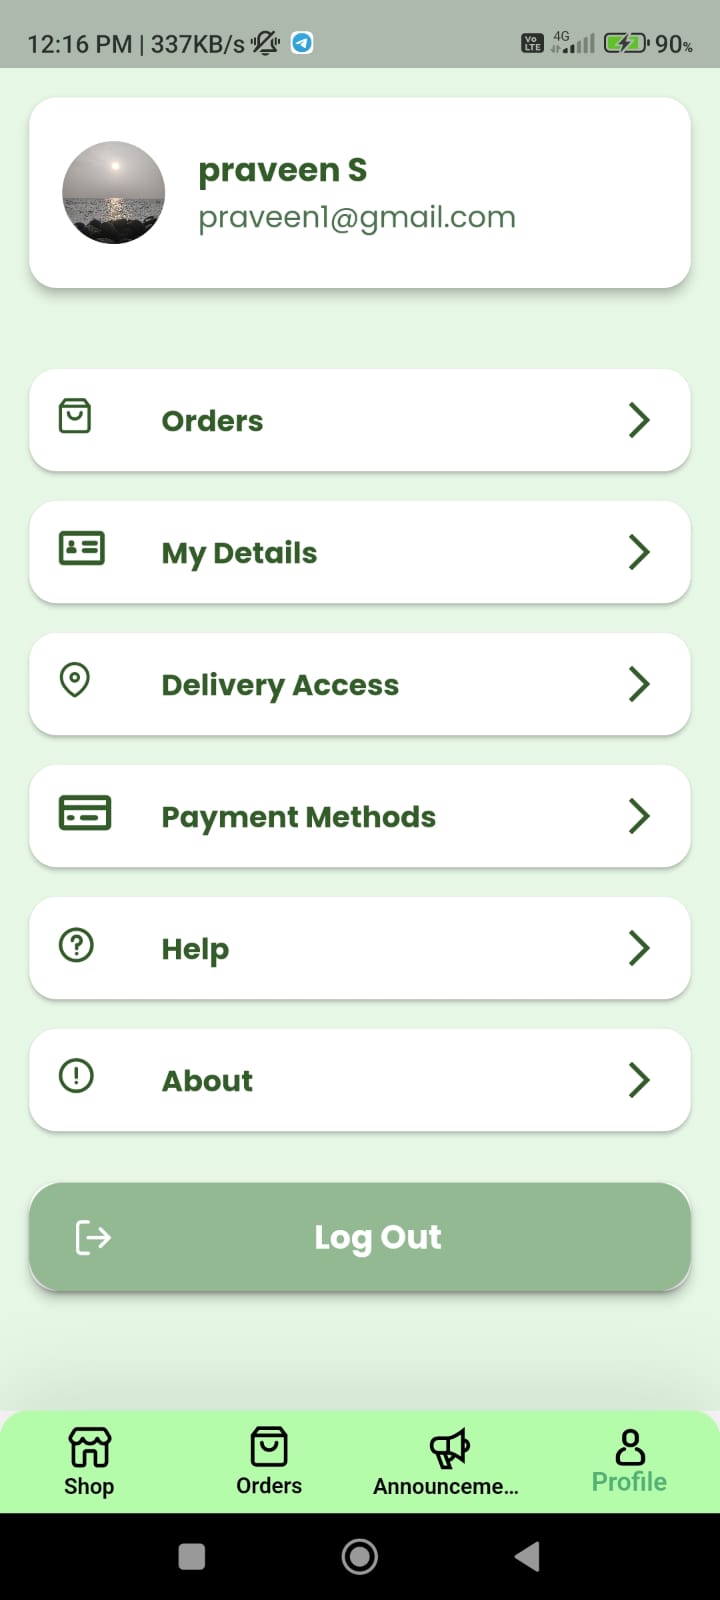 12:16 PM | 337KB/s
Vo LTE 4G 90%
praveen S
praveen1@gmail.com
Orders
My Details
Delivery Access
Payment Methods
Help
About
Log Out
Shop
Orders
Announceme...
Profile